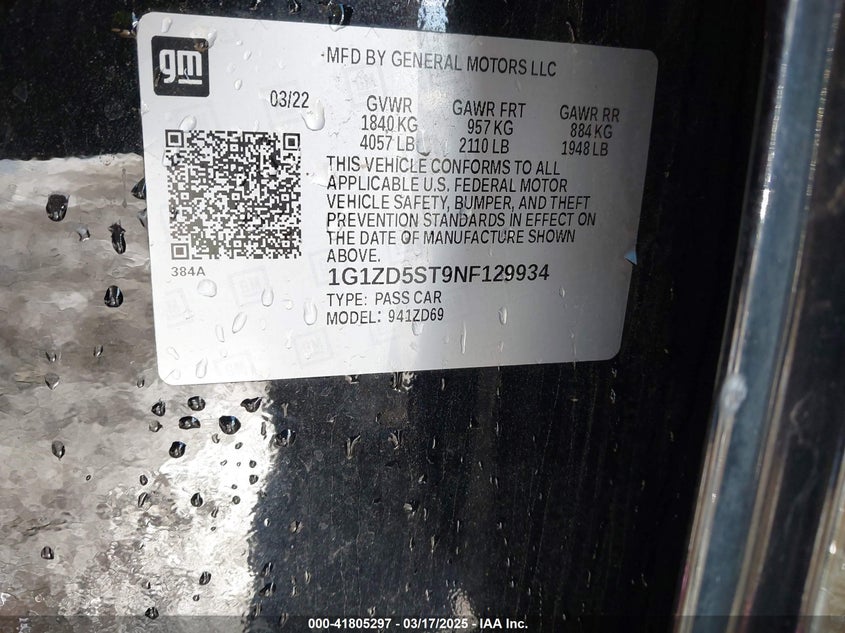 gm
MFD BY GENERAL MOTORS LLC
03/22 GVWR GAWR FRT GAWR RR
1840 KG 957 KG 884 KG
4057 LB 2110 LB 1948 LB
THIS VEHICLE CONFORMS TO ALL
APPLICABLE U.S. FEDERAL MOTOR
VEHICLE SAFETY, BUMPER, AND THEFT
PREVENTION STANDARDS IN EFFECT ON
THE DATE OF MANUFACTURE SHOWN
ABOVE.
384A
1G1ZD5ST9NF129934
TYPE: PASS CAR
MODEL: 941ZD69
000-41805297 - 03/17/2025 - IAA Inc.